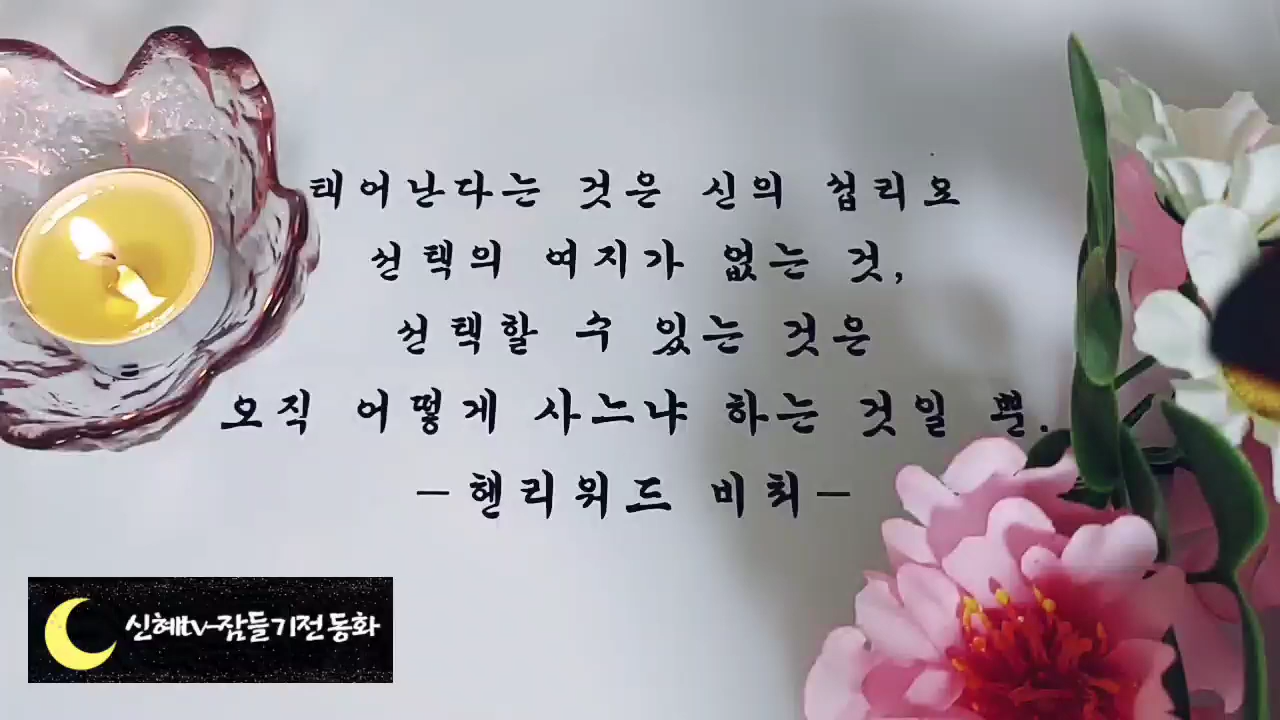 태어난다는 것은 신의 섭리요
선택의 여지가 없는 것,
선택할 수 있는 것은
오직 어떻게 사느냐 하는 것일 뿐.
-헨리워드 비처-
신혜tv-잠들기전 동화